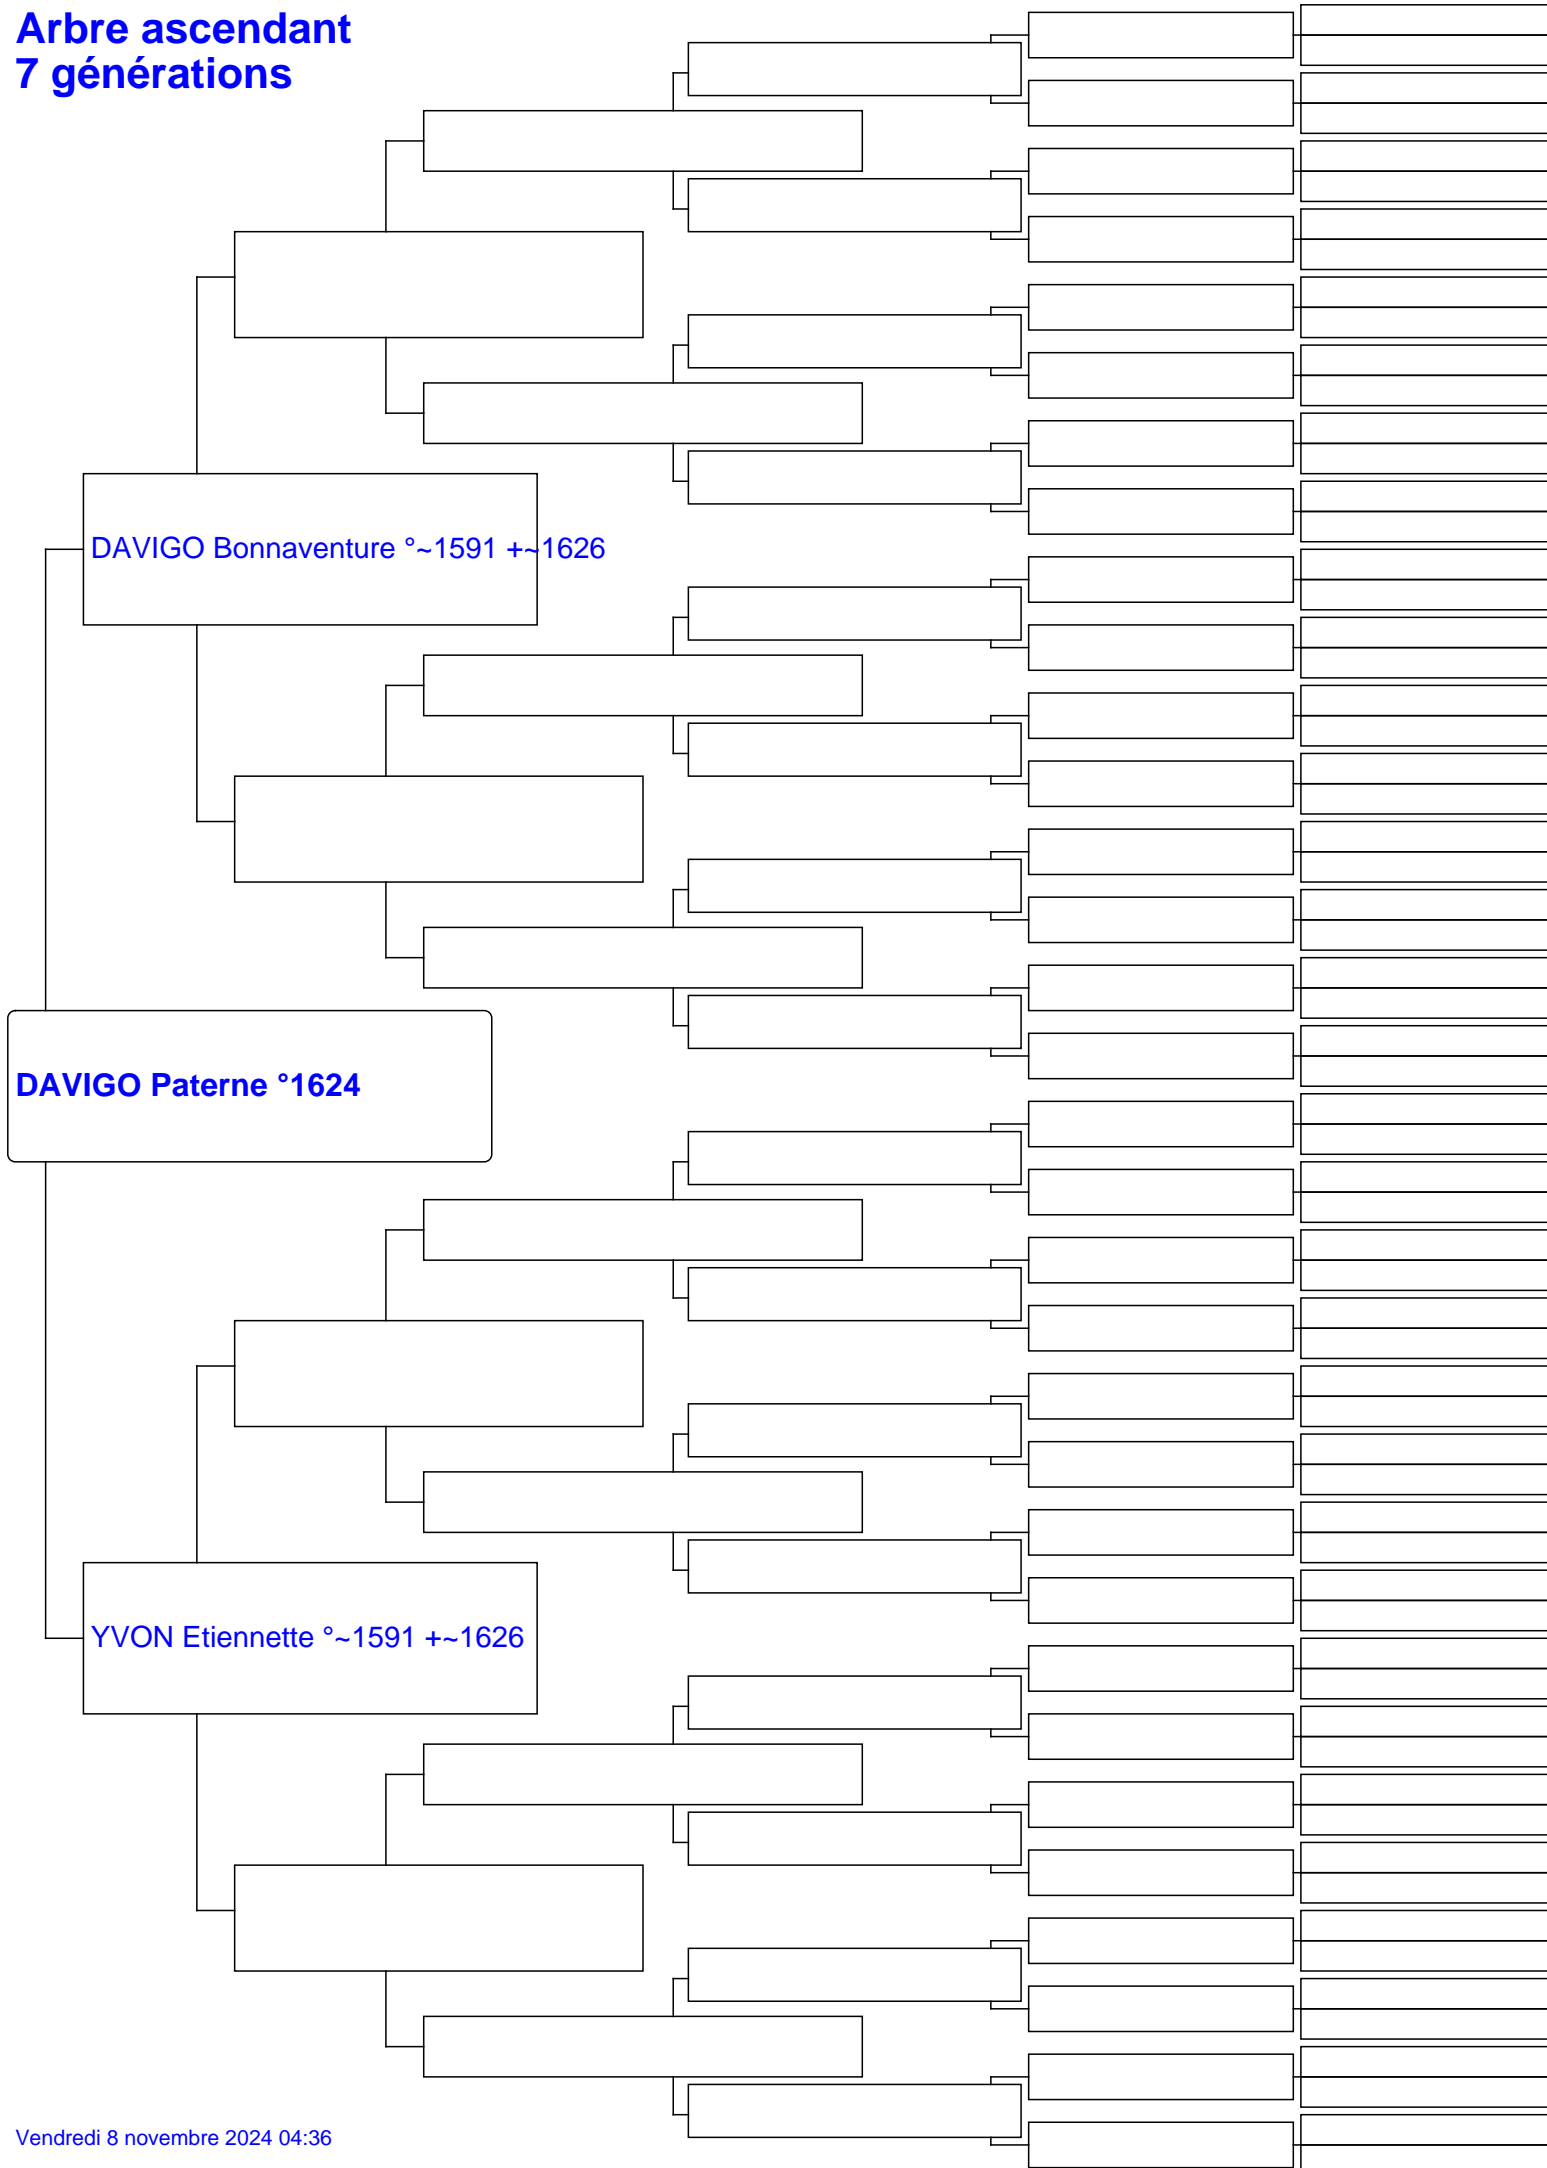 Arbre ascendant
7 générations
DAVIGO Bonnaventure °~1591 +~1626
DAVIGO Paterne °1624
YVON Etiennette °~1591 +~1626
Vendredi 8 novembre 2024 04:36